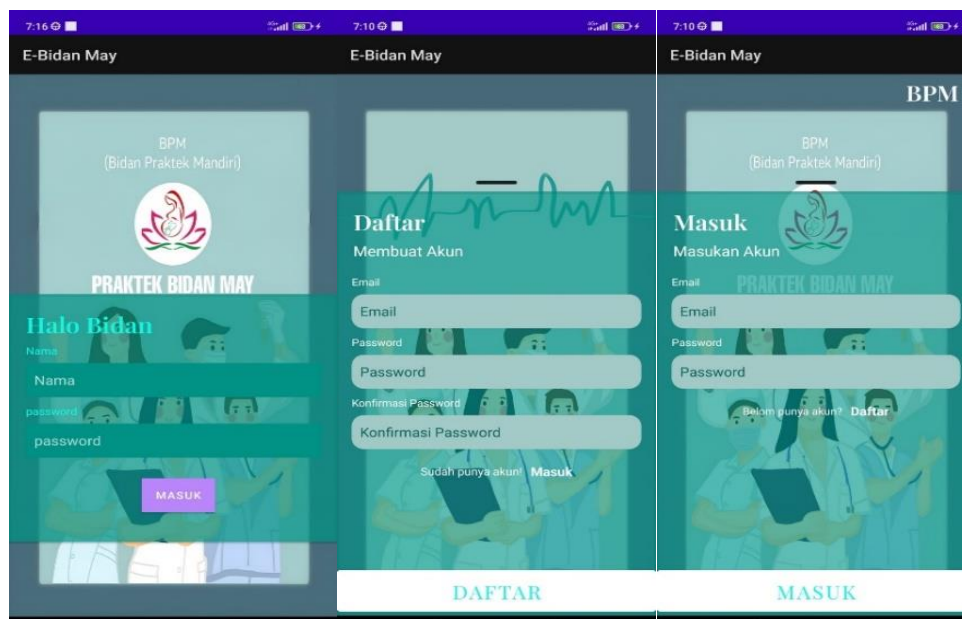 7:16
E-Bidan May
BPM
(Bidan Praktek Mandiri)
PRAKTEK BIDAN MAY
Halo Bidan
Nama
Nama
password
password
MASUK
7:10
E-Bidan May
Daftar
Membuat Akun
Email
Email
Password
Password
Konfirmasi Password
Konfirmasi Password
Sudah punya akun! Masuk
DAFTAR
7:10
E-Bidan May
BPM
BPM
(Bidan Praktek Mandiri)
Masuk
Masukan Akun
PRAKTEK BIDAN MAY
Email
Email
Password
Password
Belom punya akun? Daftar
MASUK